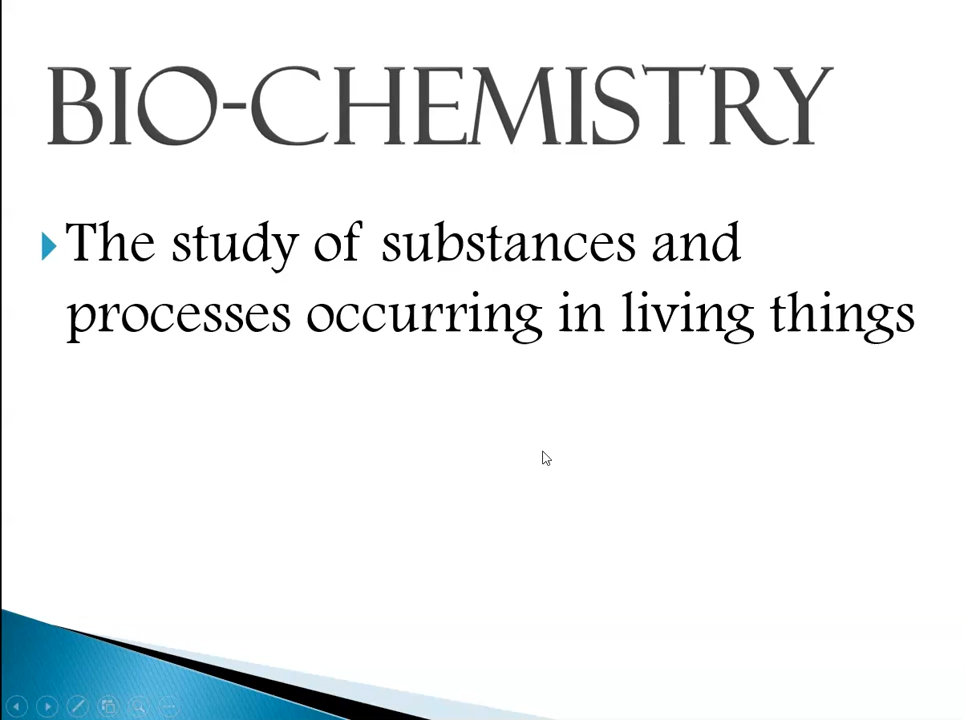 BIO-CHEMISTRY
The study of substances and
processes occurring in living things